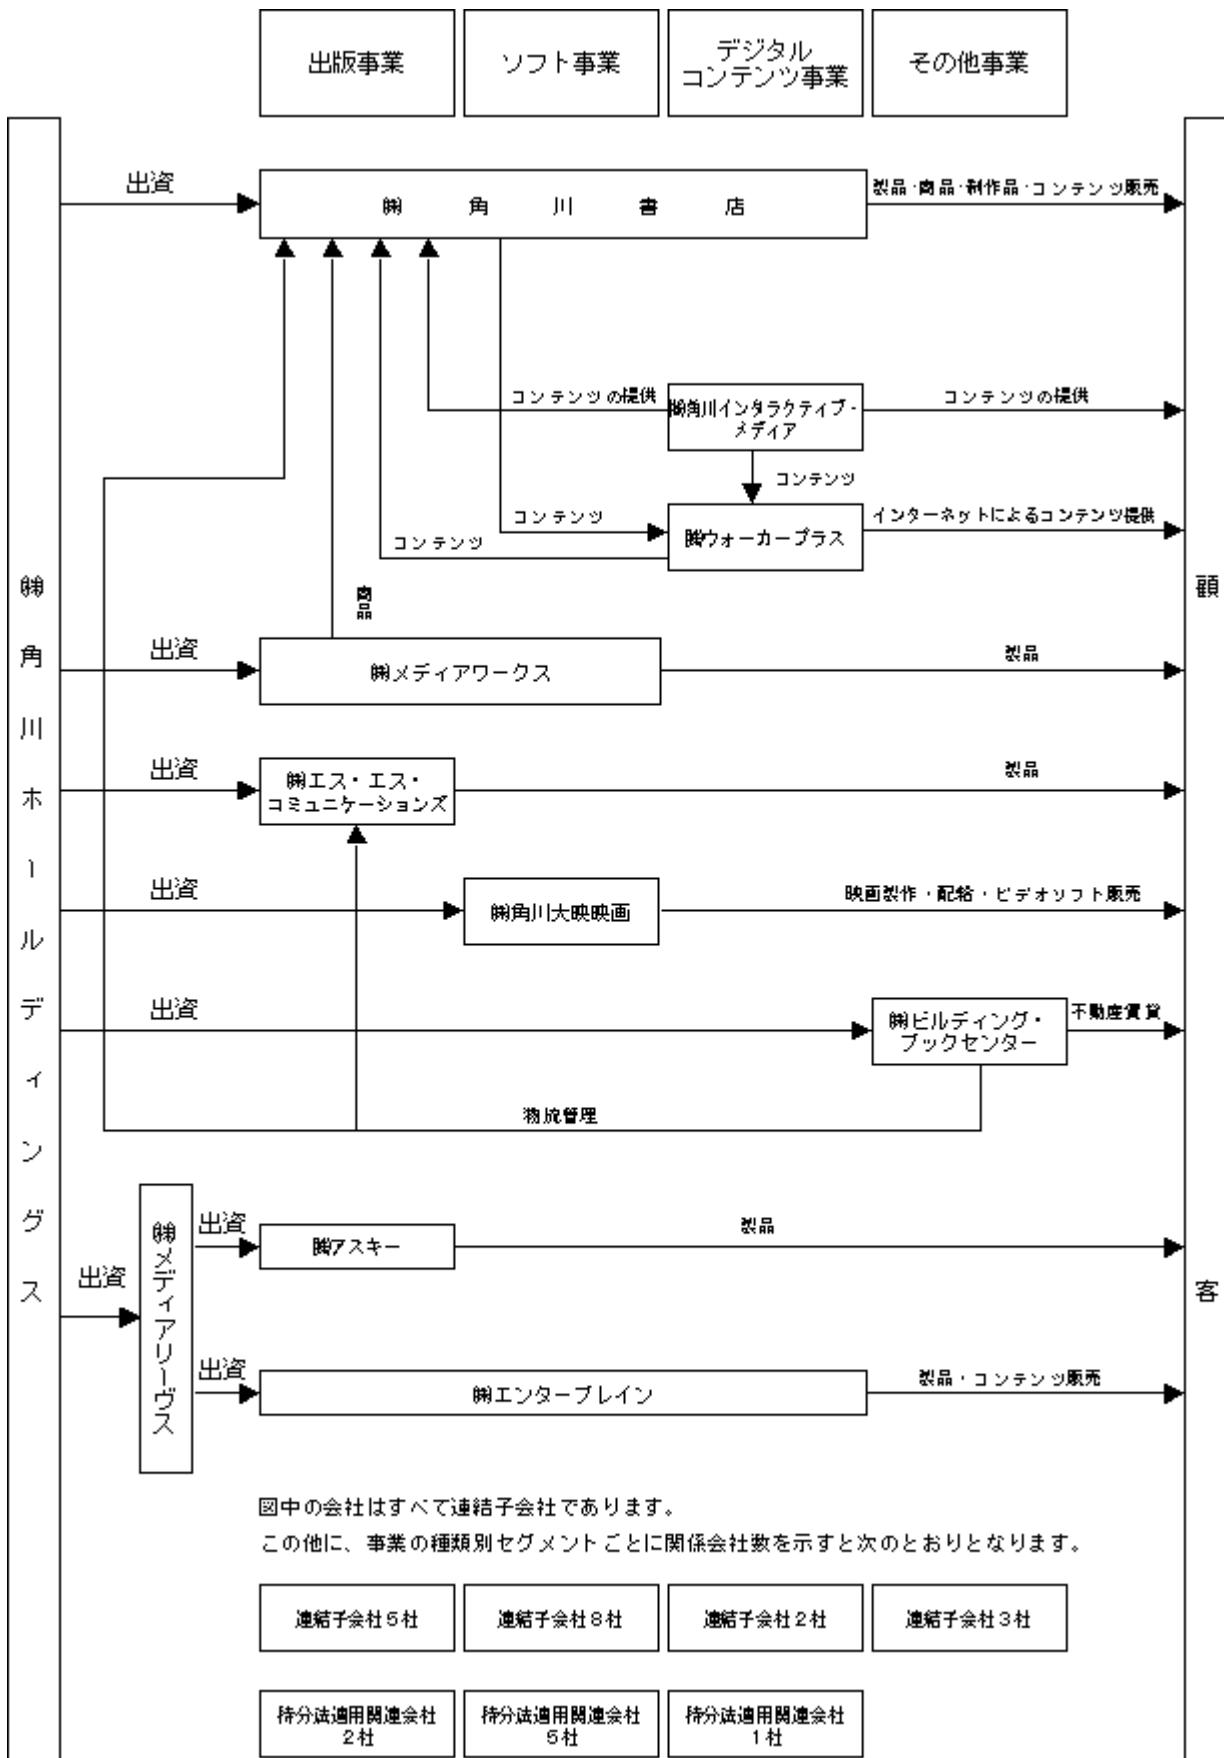 出版事業
ソフト事業
デジタル
コンテンツ事業
その他事業
㈱角川ホールディングス
顧客
出資
㈱角川書店
製品・商品・制作品・コンテンツ販売
コンテンツの提供
㈱角川インタラクティブ・
メディア
コンテンツの提供
コンテンツ
コンテンツ
㈱ウォーカープラス
インターネットによるコンテンツ提供
コンテンツ
商品
出資
㈱メディアワークス
製品
出資
㈱エス・エス・
コミュニケーションズ
製品
出資
㈱角川大映映画
映画製作・配給・ビデオソフト販売
出資
㈱ビルディング・
ブックセンター
不動産賃貸
物流管理
出資
㈱メディアリーヴス
出資
㈱アスキー
製品
出資
㈱エンターブレイン
製品・コンテンツ販売
図中の会社はすべて連結子会社であります。
この他に、事業の種類別セグメントごとに関係会社数を示すと次のとおりとなります。
連結子会社5社
連結子会社8社
連結子会社2社
連結子会社3社
持分法適用関連会社
2社
持分法適用関連会社
5社
持分法適用関連会社
1社